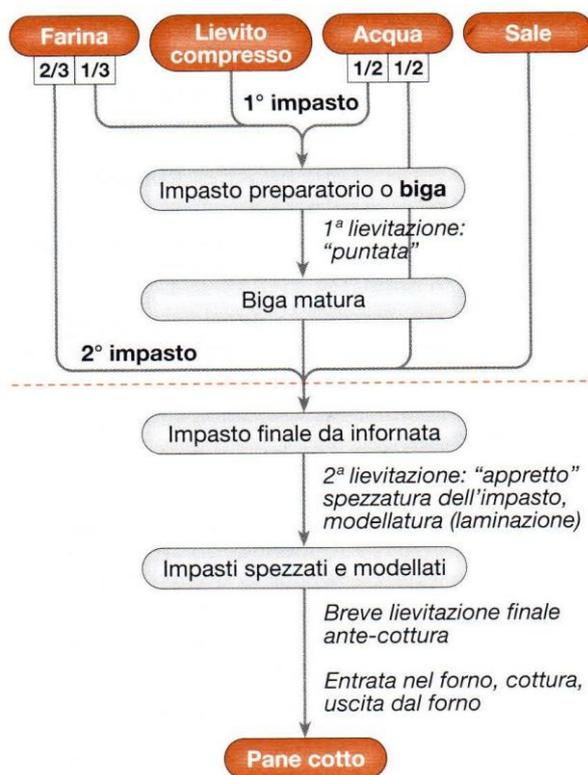 Farina
Lievito
compresso
Acqua
Sale
2/3 1/3
1/2 1/2
1° impasto
Impasto preparatorio o biga
1ª lievitazione:
"puntata"
Biga matura
2° impasto
Impasto finale da infornata
2ª lievitazione: "appretto"
spezzatura dell'impasto,
modellatura (laminazione)
Impasti spezzati e modellati
Breve lievitazione finale
ante-cottura
Entrata nel forno, cottura,
uscita dal forno
Pane cotto